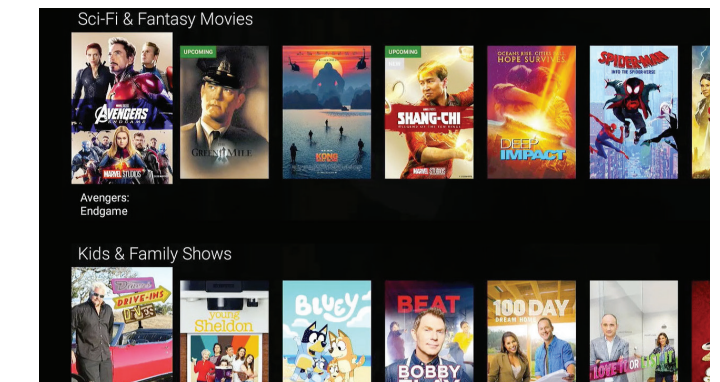 Sci-Fi & Fantasy Movies
UPCOMING
UPCOMING
OCEANS RISE. CITIES FALL.
HOPE SURVIVES.
SPIDER-MAN
INTO THE SPIDER-VERSE
AVENGERS
ENDGAME
MARVEL STUDIOS
GREEN MILE
KONG
SHANG-CHI
MARVEL STUDIOS
DEEP
IMPACT
Avengers:
Endgame
Kids & Family Shows
Diners
DRIVE-INS
DIVES
young
Sheldon
BLUEY
BEAT
BOBBY
100 DAY
DREAM HOME
LOVE IT OR LIST IT